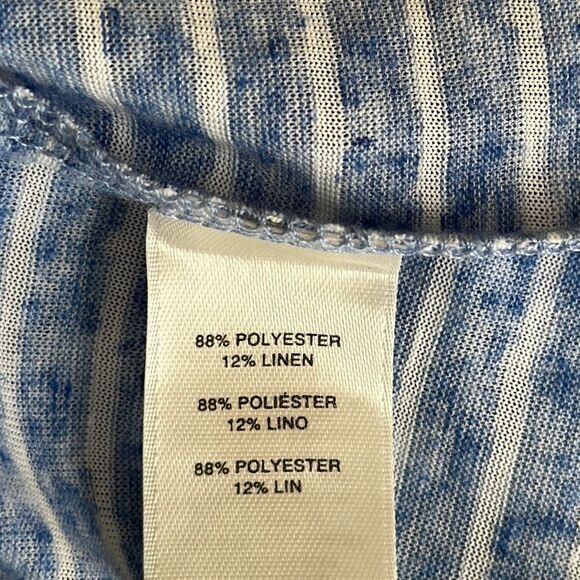 88% POLYESTER
12% LINEN
88% POLIÉSTER
12% LINO
88% POLYESTER
12% LIN